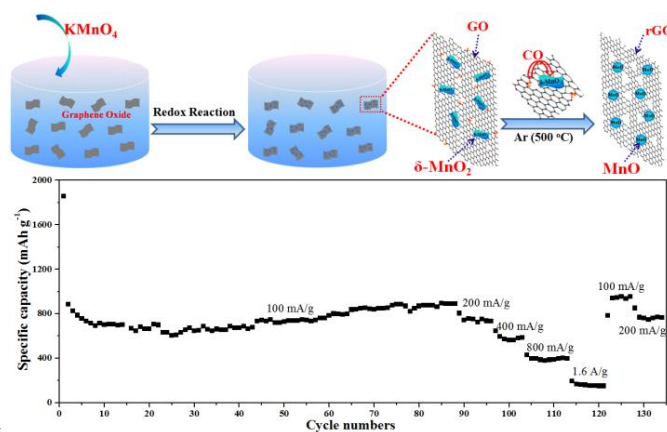 KMnO4
Graphene Oxide
Redox Reaction
GO
δ-MnO2
CO
Ar (500 °C)
rGO
MnO
Specific capacity (mAh g-1)
2000
1600
1200
800
400
0
100 mA/g
200 mA/g
400 mA/g
800 mA/g
1.6 A/g
100 mA/g
200 mA/g
0 10 20 30 40 50 60 70 80 90 100 110 120 130
Cycle numbers